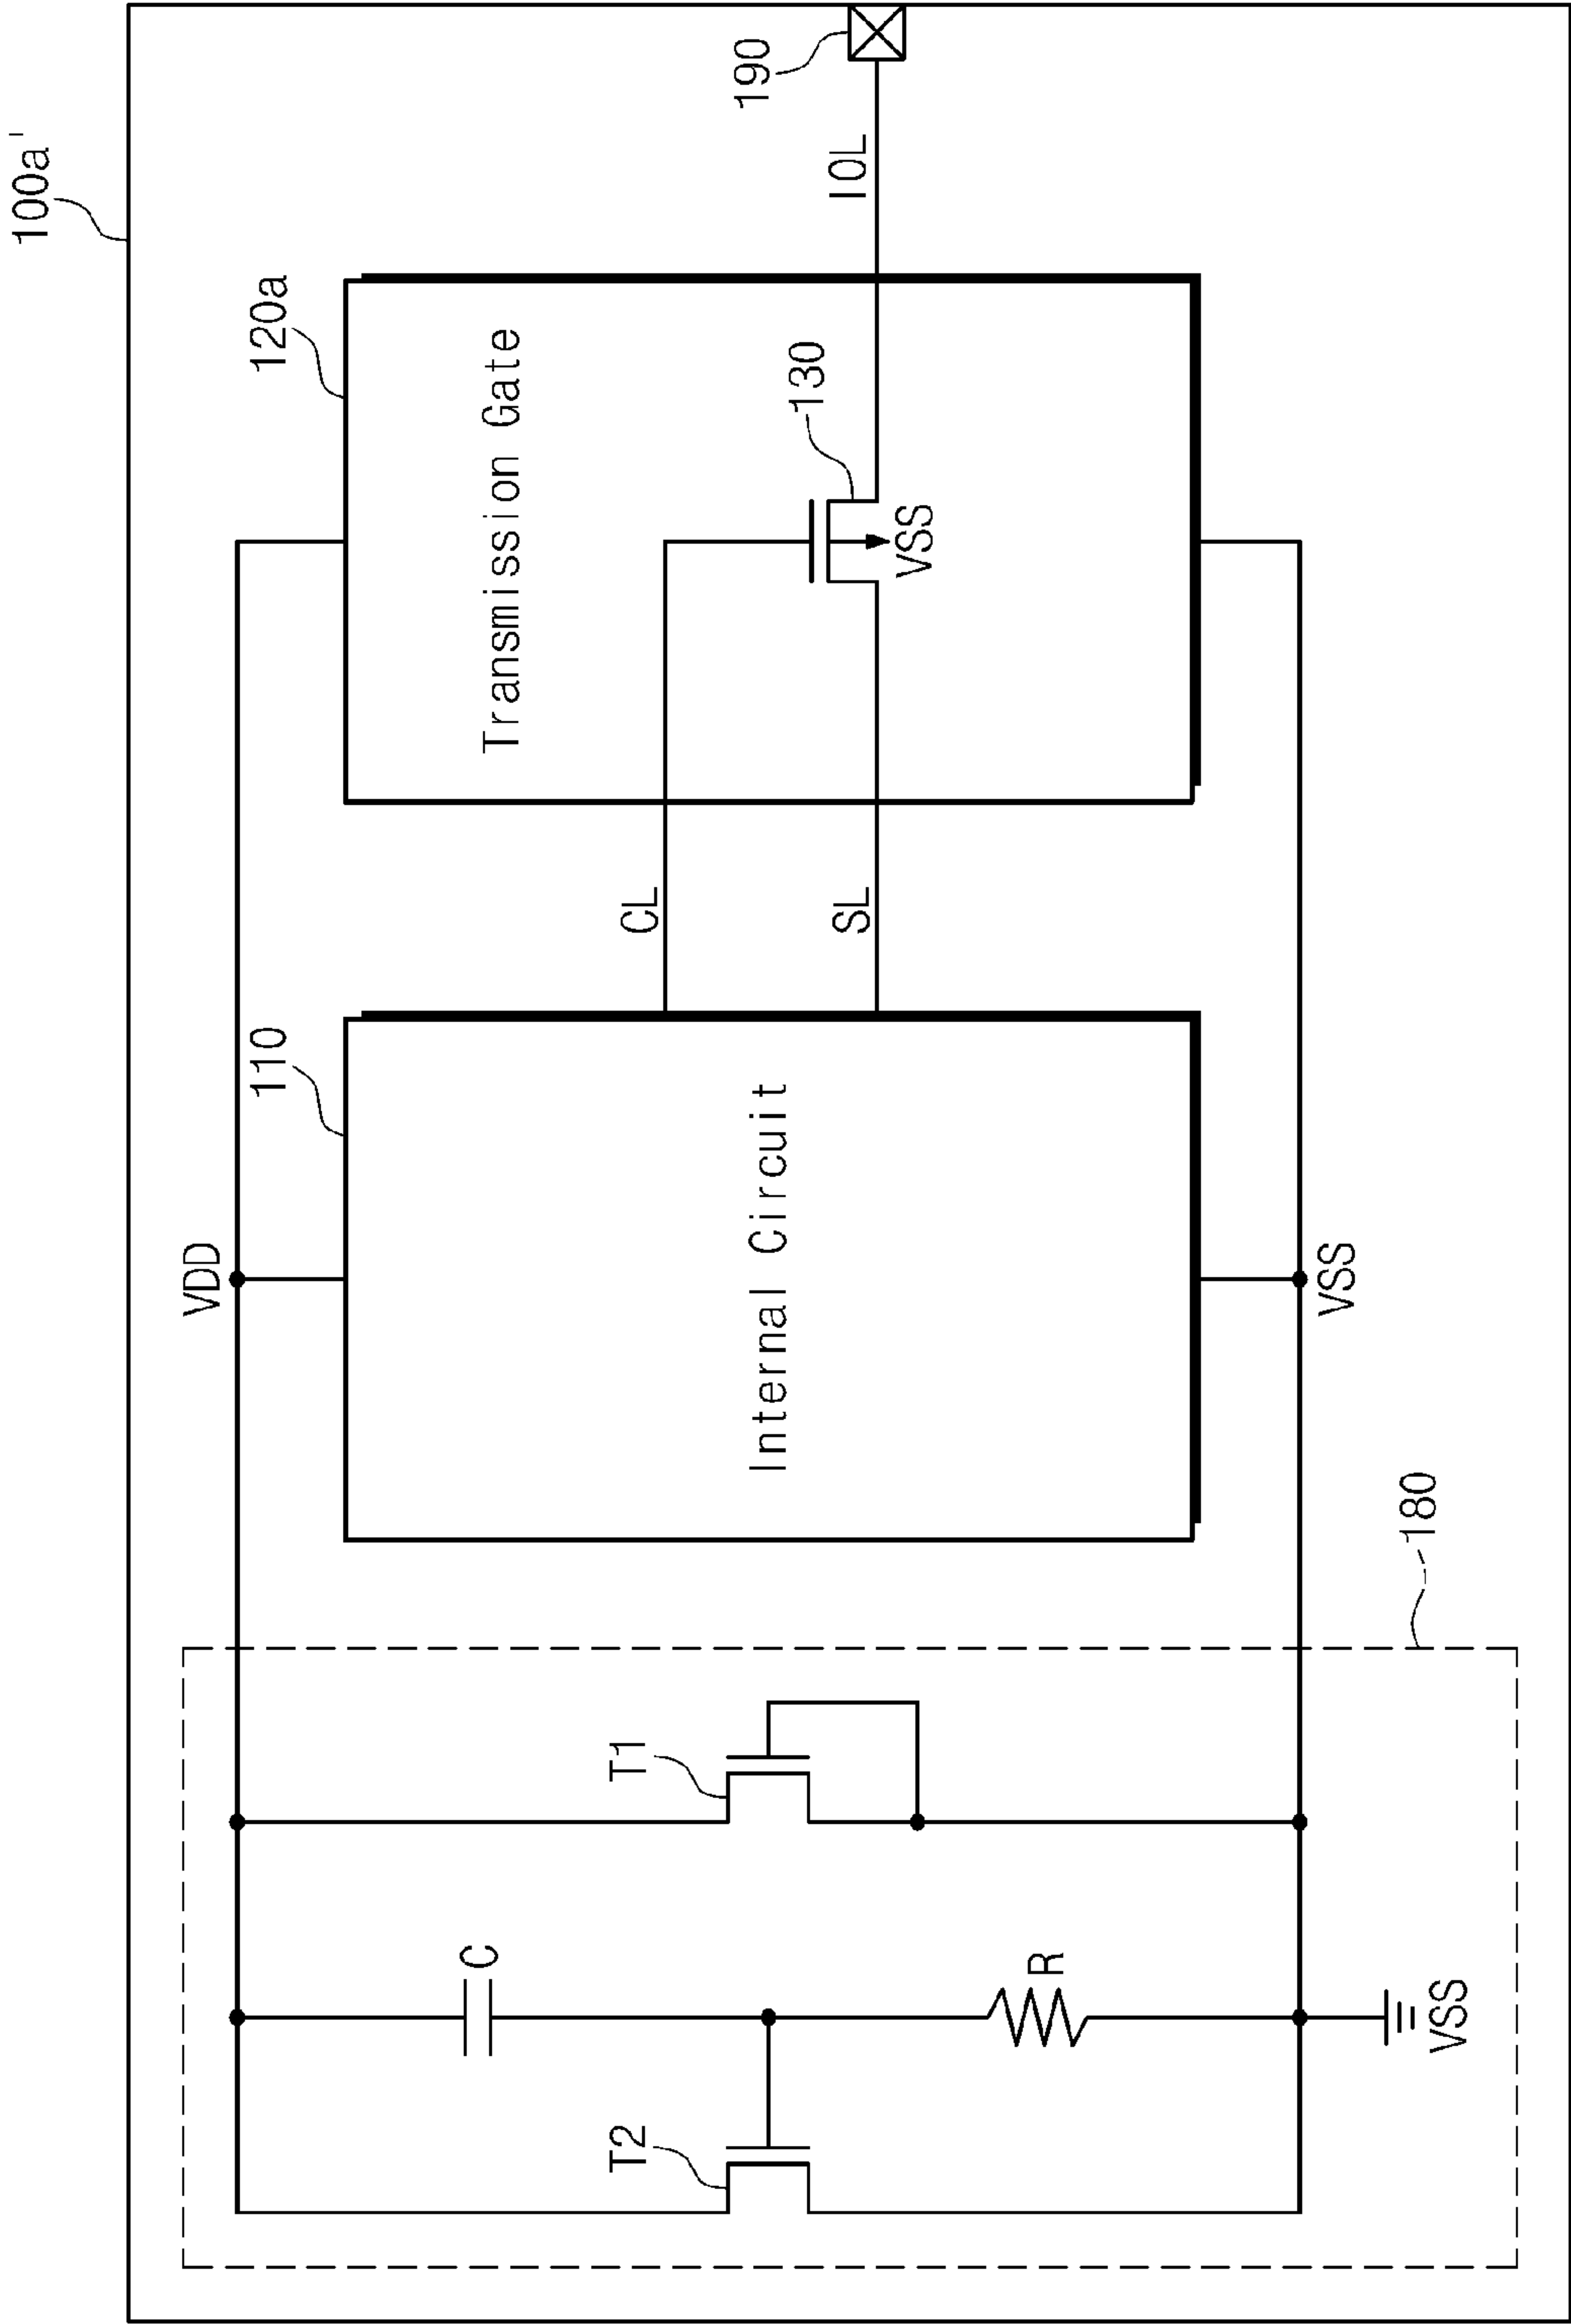 100a'
VDD
110
120a
190
T2
T1
C
R
Internal Circuit
CL
SL
Transmission Gate
130
VSS
IOL
VSS
VSS
180